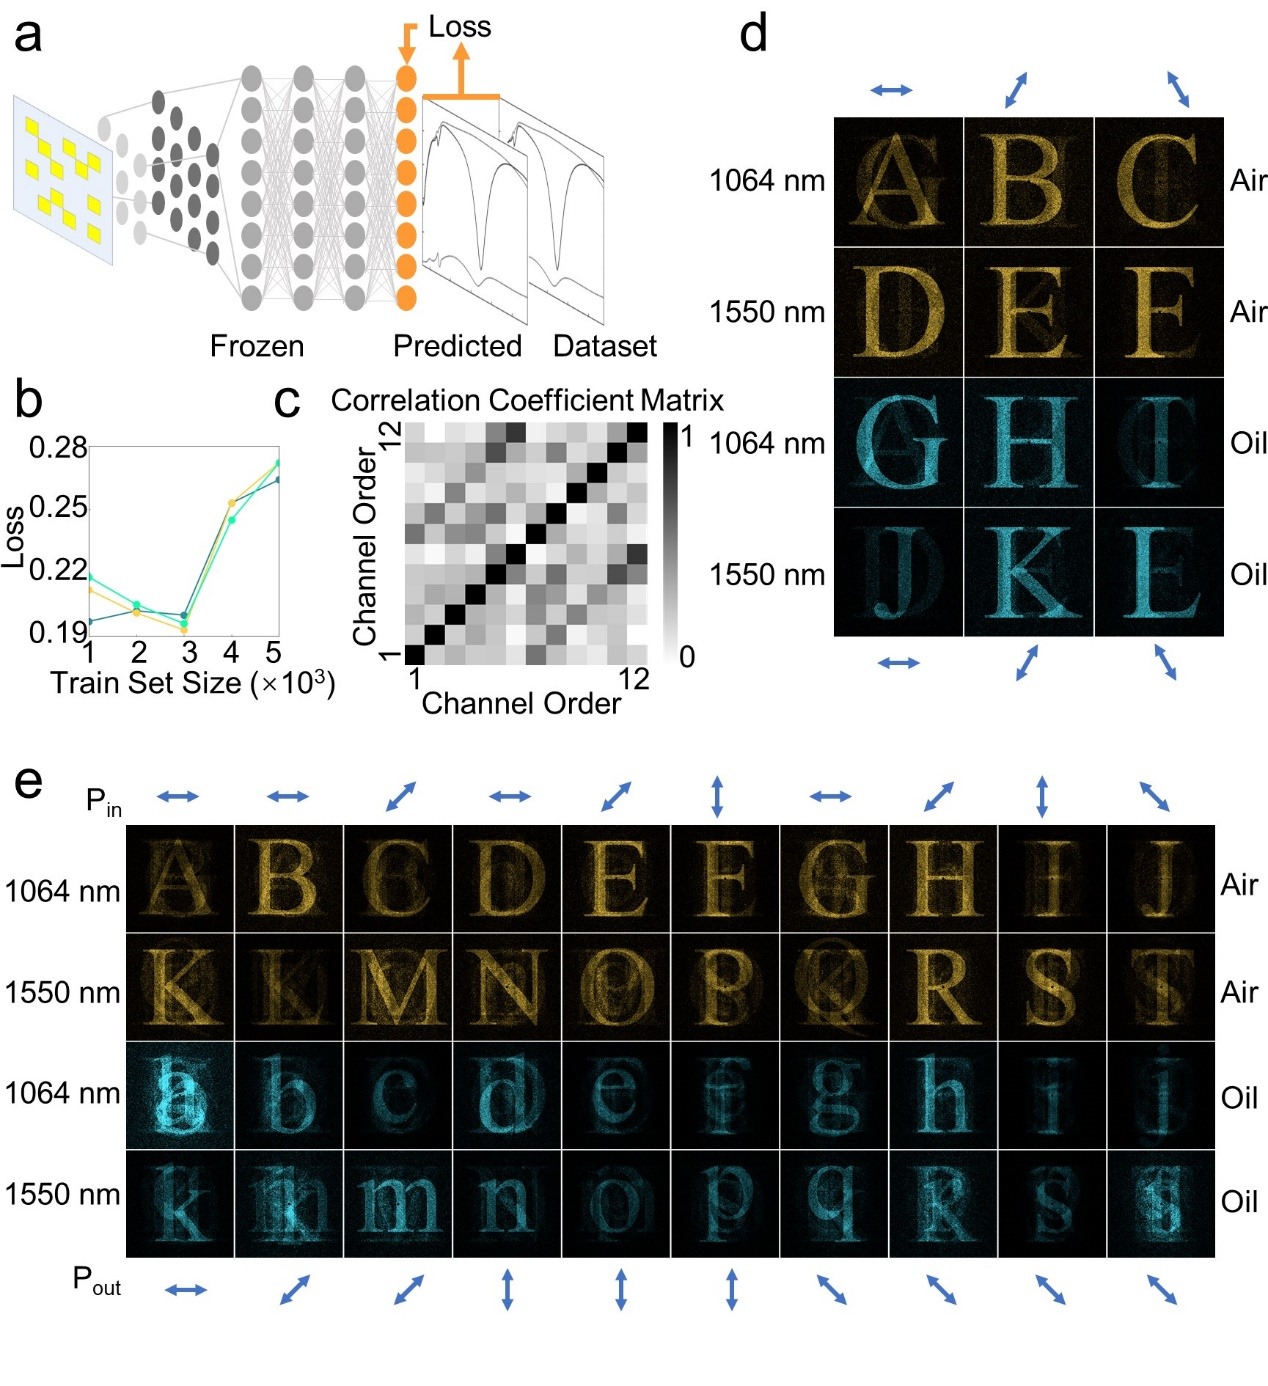 a
Loss
Frozen
Predicted
Dataset
b
0.28
0.25
0.22
0.19
Loss
1 2 3 4 5
Train Set Size (×10³)
c
Correlation Coefficient Matrix
12
Channel Order
1
1 12
Channel Order
1
0
d
1064 nm A B C Air
1550 nm D E F Air
1064 nm G H I Oil
1550 nm J K L Oil
e
Pin
1064 nm A B C D E F G H I J Air
1550 nm K L M N O P Q R S T Air
1064 nm a b c d e f g h i j Oil
1550 nm k m n o p q R s Oil
Pout